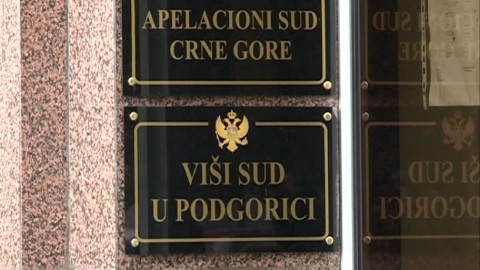 APELACIONI SUD
CRNE GORE
VIŠI SUD
U PODGORICI